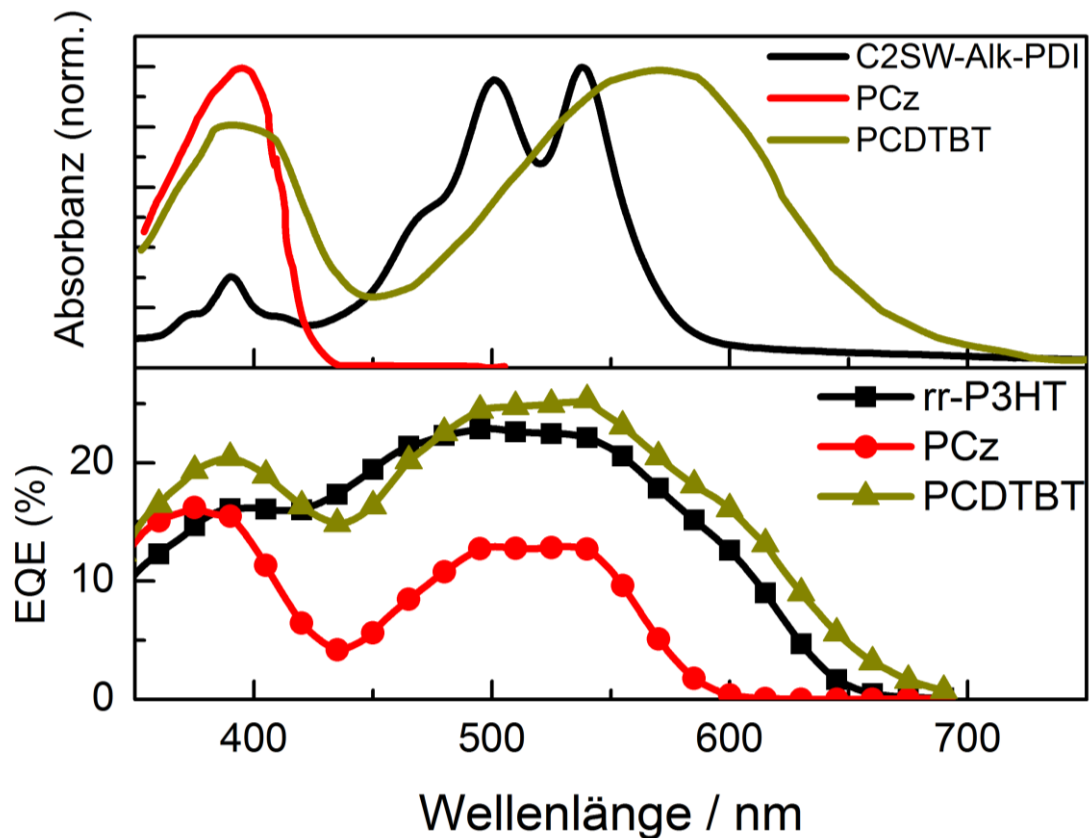 Absorbanz (norm.)
C2SW-Alk-PDI
PCz
PCDTBT
EQE (%)
20
10
0
rr-P3HT
PCz
PCDTBT
400 500 600 700
Wellenlänge / nm